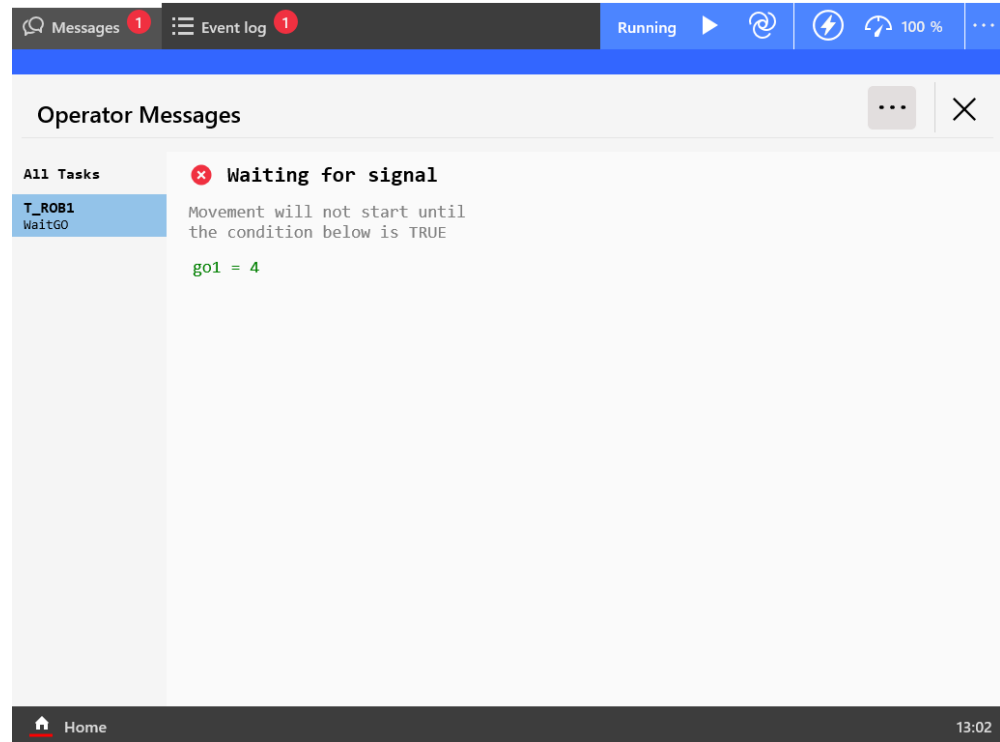 Messages 1 Event log 1 Running 100 % ...
Operator Messages ...
All Tasks
T_ROB1
WaitGO
Waiting for signal
Movement will not start until
the condition below is TRUE
go1 = 4
Home 13:02